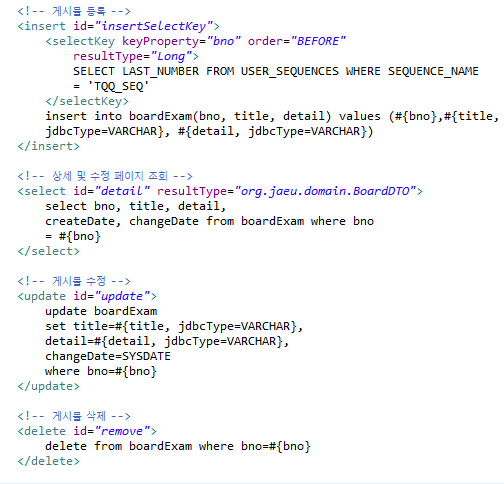 <!-- 게시물 등록 -->
<insert id="insertSelectKey">
<selectKey keyProperty="bno" order="BEFORE"
resultType="Long">
SELECT LAST_NUMBER FROM USER_SEQUENCES WHERE SEQUENCE_NAME
= 'TQQ_SEQ'
</selectKey>
insert into boardExam(bno, title, detail) values (#{bno},#{title,
jdbcType=VARCHAR}, #{detail, jdbcType=VARCHAR})
</insert>
<!-- 상세 및 수정 페이지 조회 -->
<select id="detail" resultType="org.jaeu.domain.BoardDTO">
select bno, title, detail,
createDate, changeDate from boardExam where bno
= #{bno}
</select>
<!-- 게시물 수정 -->
<update id="update">
update boardExam
set title=#{title, jdbcType=VARCHAR},
detail=#{detail, jdbcType=VARCHAR},
changeDate=SYSDATE
where bno=#{bno}
</update>
<!-- 게시물 삭제 -->
<delete id="remove">
delete from boardExam where bno=#{bno}
</delete>